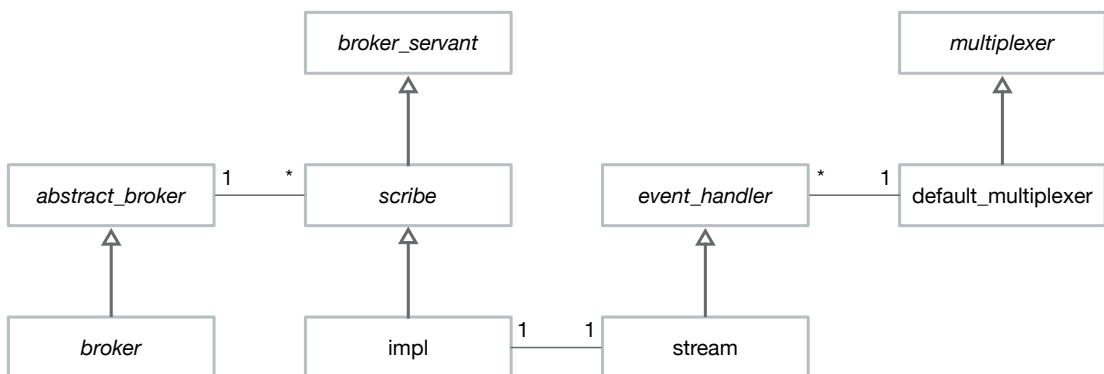 broker_servant
multiplexer
abstract_broker
1
*
scribe
event_handler
*
1
default_multiplexer
broker
impl
1
1
stream